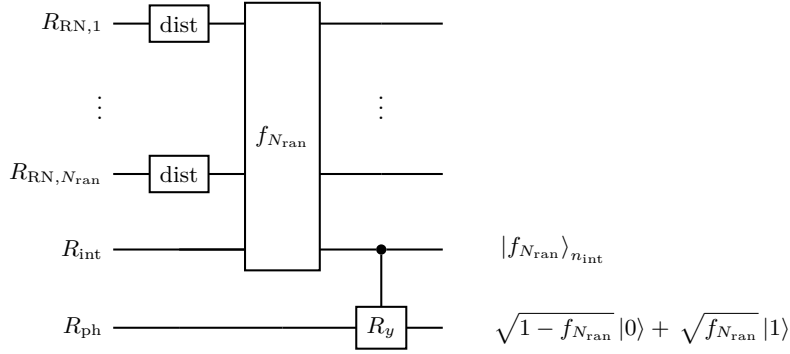 R_{RN,1} dist
⋮ f_{N_{ran}} ⋮
R_{RN,N_{ran}} dist
R_{int} |f_{N_{ran}}⟩_{n_{int}}
R_{ph} R_y √(1 − f_{N_{ran}}) |0⟩ + √(f_{N_{ran}}) |1⟩